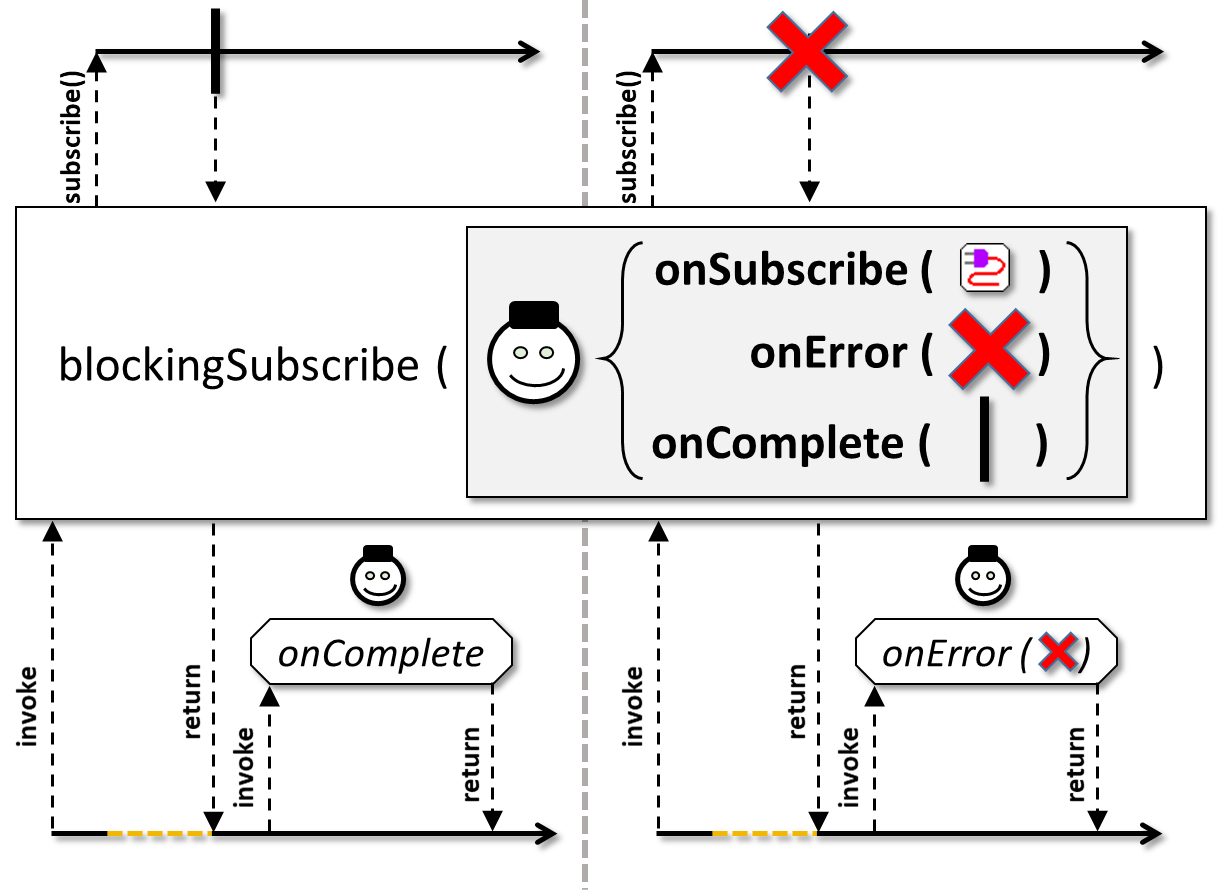 subscribe()
subscribe()
blockingSubscribe (
onSubscribe ( )
onError ( )
onComplete ( )
)
invoke
return
invoke
onComplete
return
invoke
return
invoke
onError ( )
return